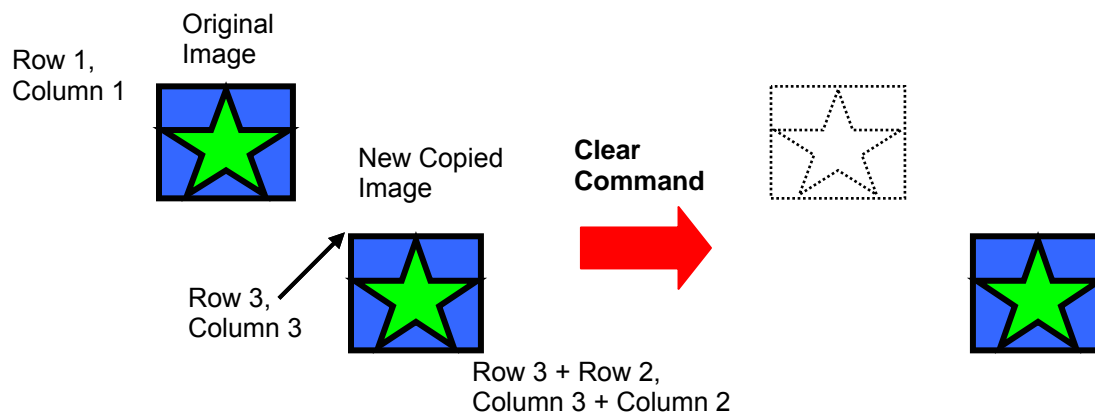 Original
Image
Row 1,
Column 1
New Copied
Image
Clear
Command
Row 3,
Column 3
Row 3 + Row 2,
Column 3 + Column 2